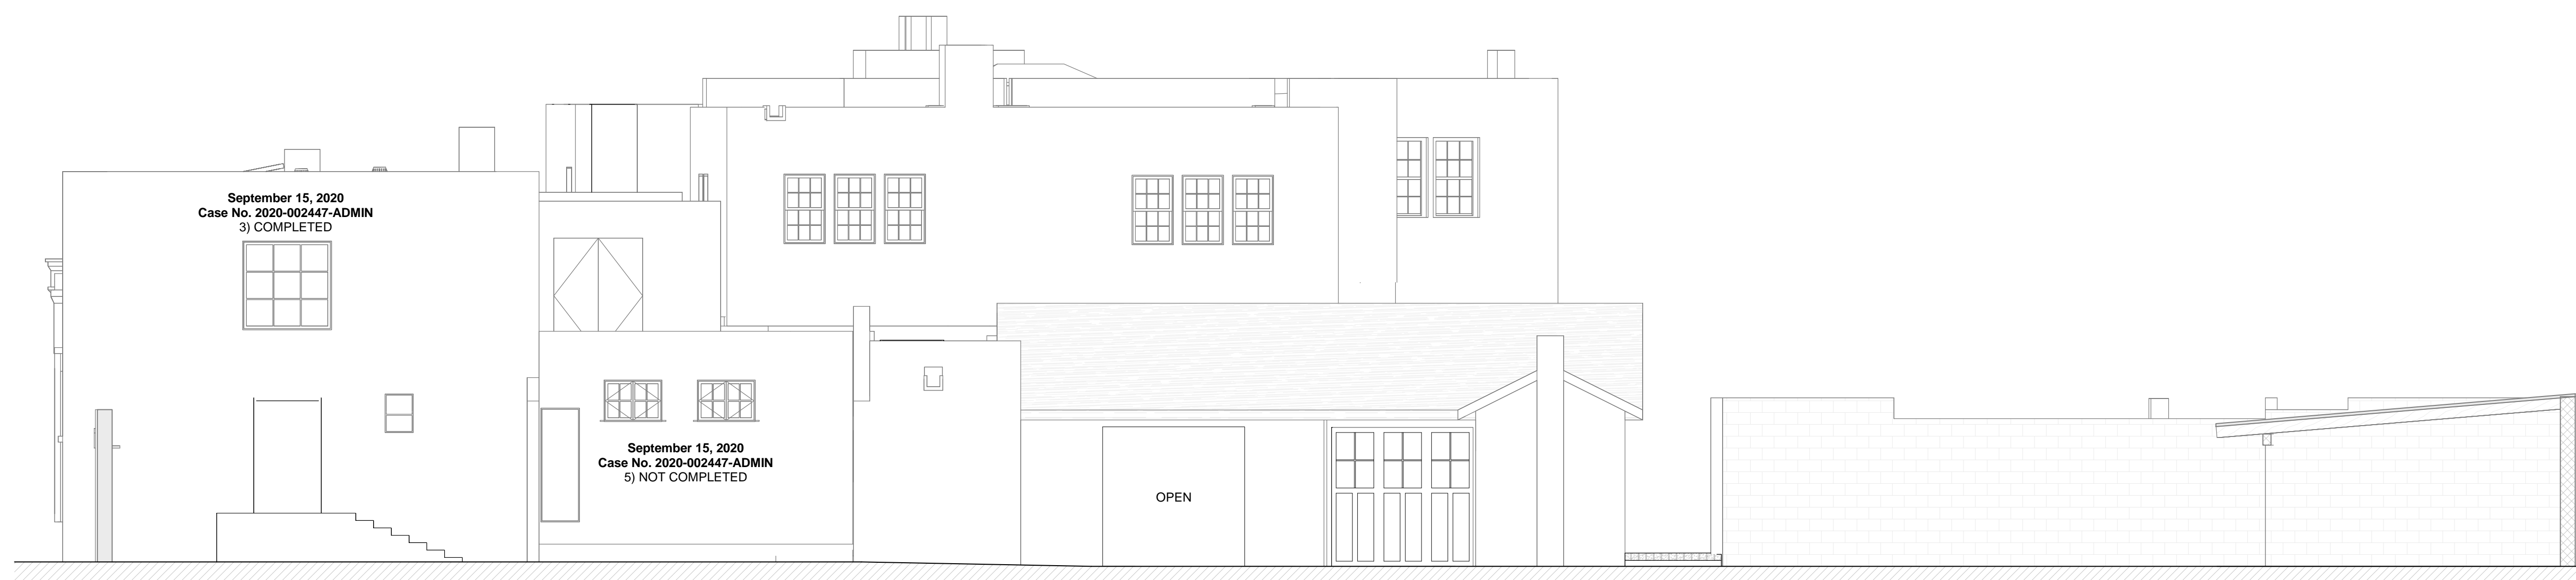 September 15, 2020
Case No. 2020-002447-ADMIN
3) COMPLETED
September 15, 2020
Case No. 2020-002447-ADMIN
5) NOT COMPLETED
OPEN